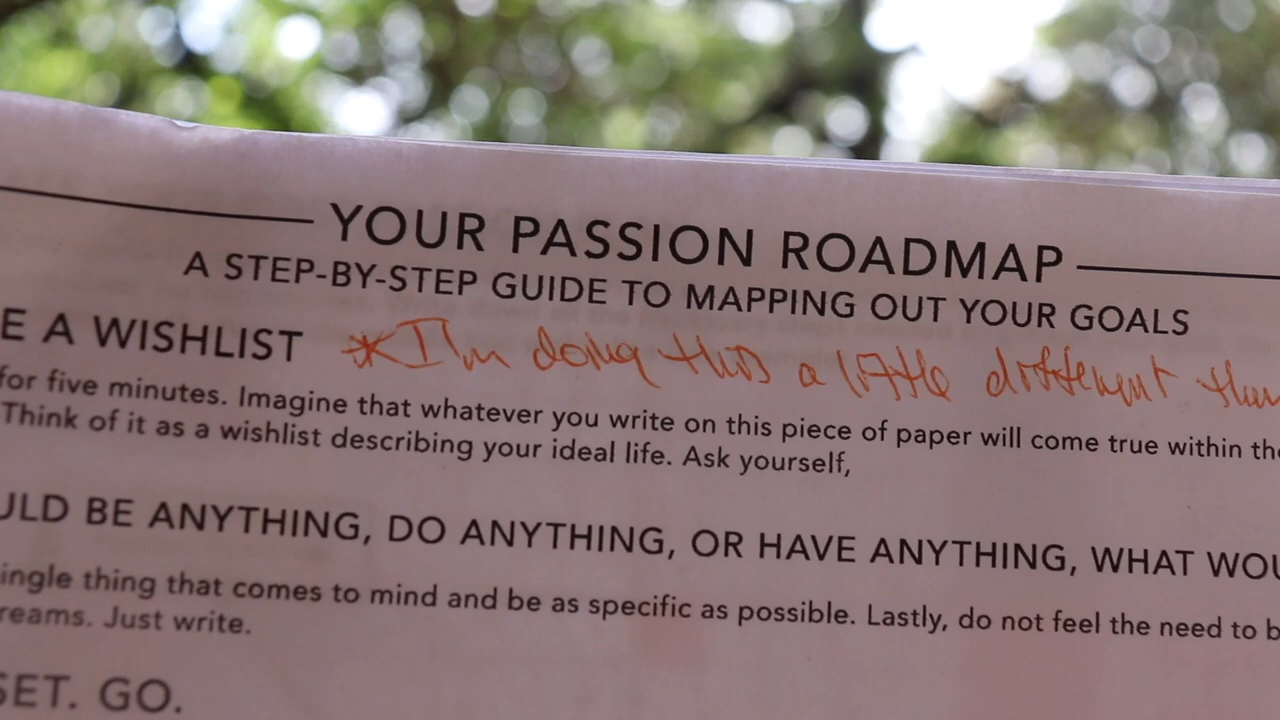 YOUR PASSION ROADMAP
A STEP-BY-STEP GUIDE TO MAPPING OUT YOUR GOALS
E A WISHLIST *I'm doing this a little different than
for five minutes. Imagine that whatever you write on this piece of paper will come true within the
Think of it as a wishlist describing your ideal life. Ask yourself,
ULD BE ANYTHING, DO ANYTHING, OR HAVE ANYTHING, WHAT WOU
ingle thing that comes to mind and be as specific as possible. Lastly, do not feel the need to b
reams. Just write.
SET. GO.